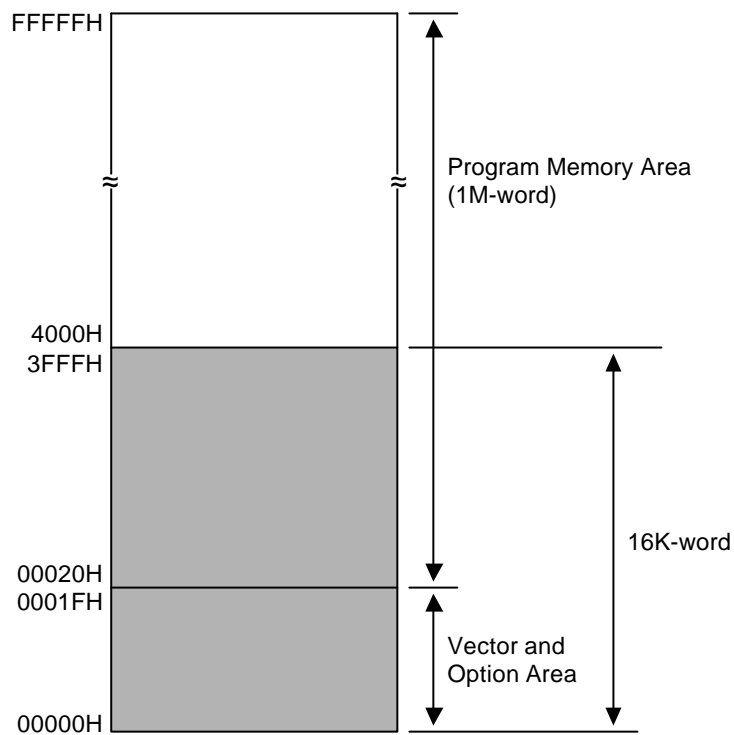 FFFFFH
Program Memory Area
(1M-word)
4000H
3FFFH
16K-word
00020H
0001FH
Vector and
Option Area
00000H